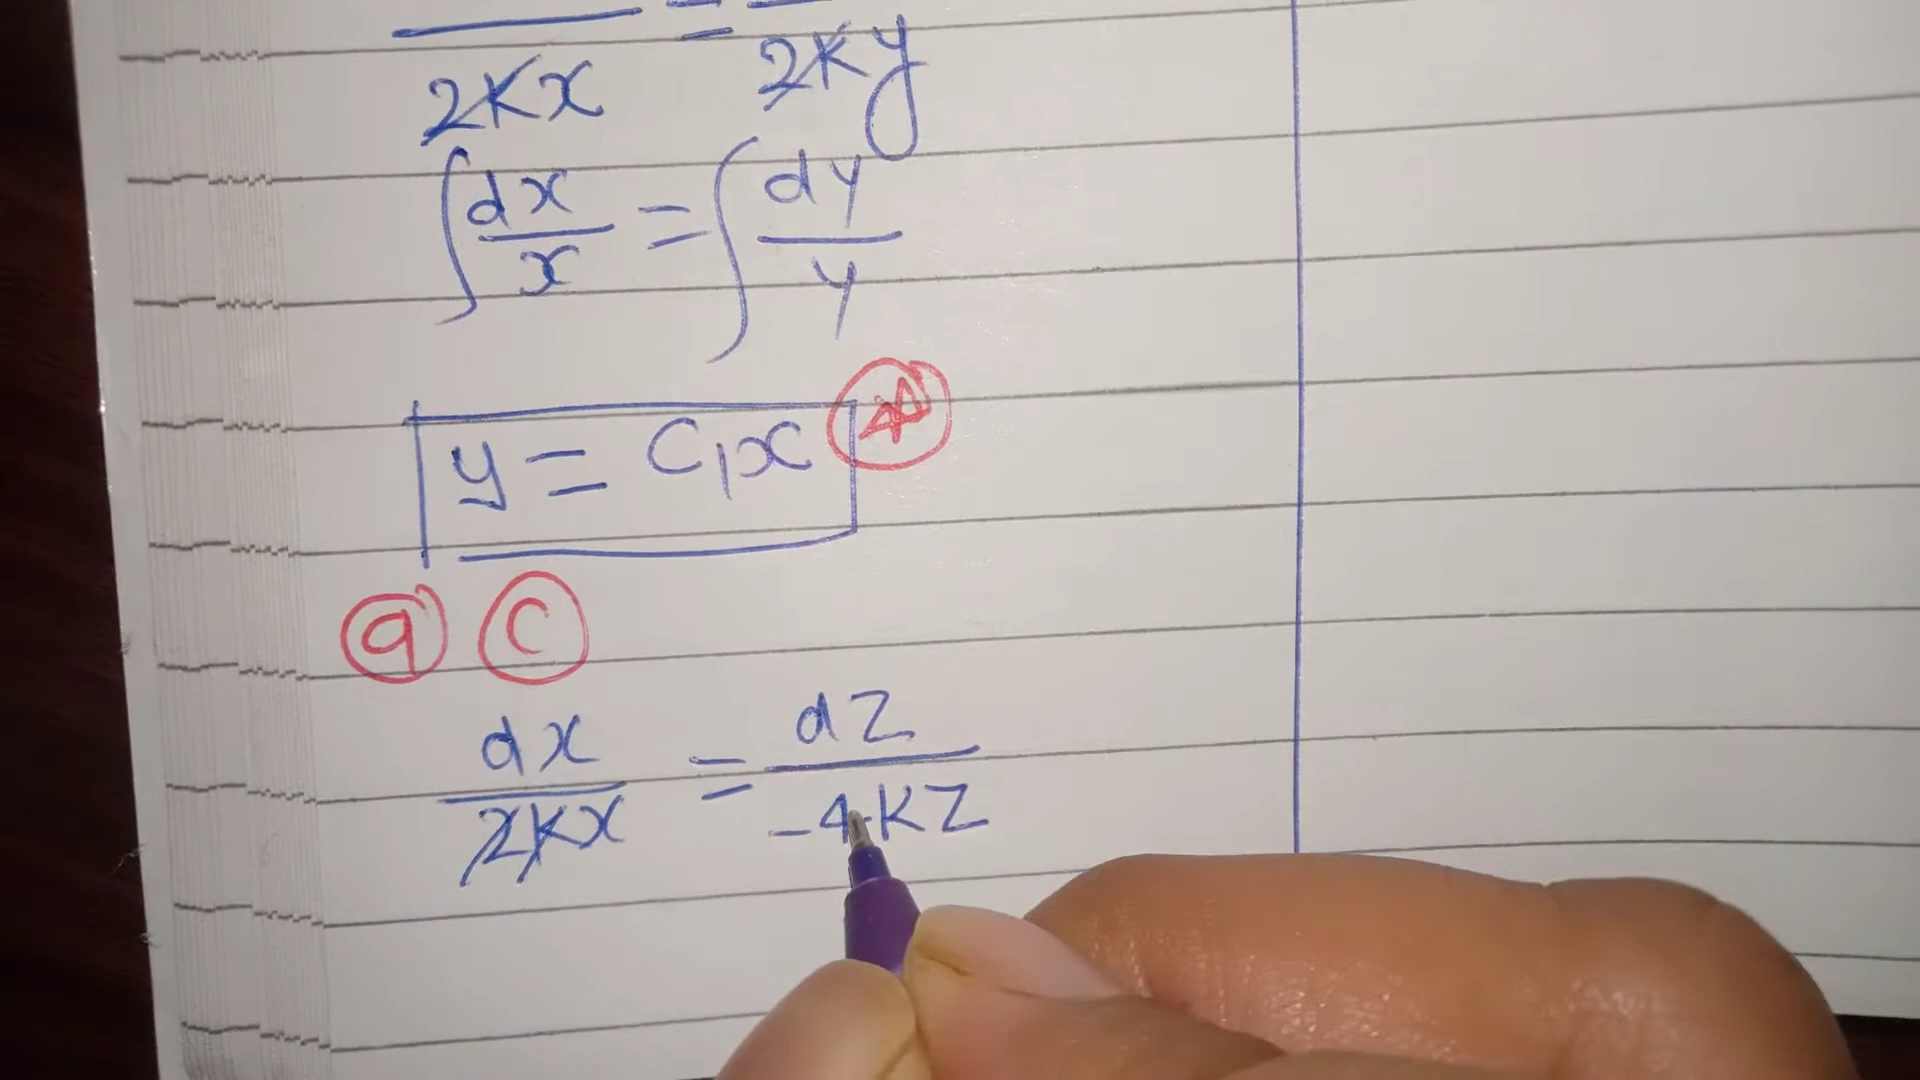 =
2Kx 2Ky
∫dx/x = ∫dy/y
y = C₁x A
a c
dx/2Kx = dZ/-4KZ